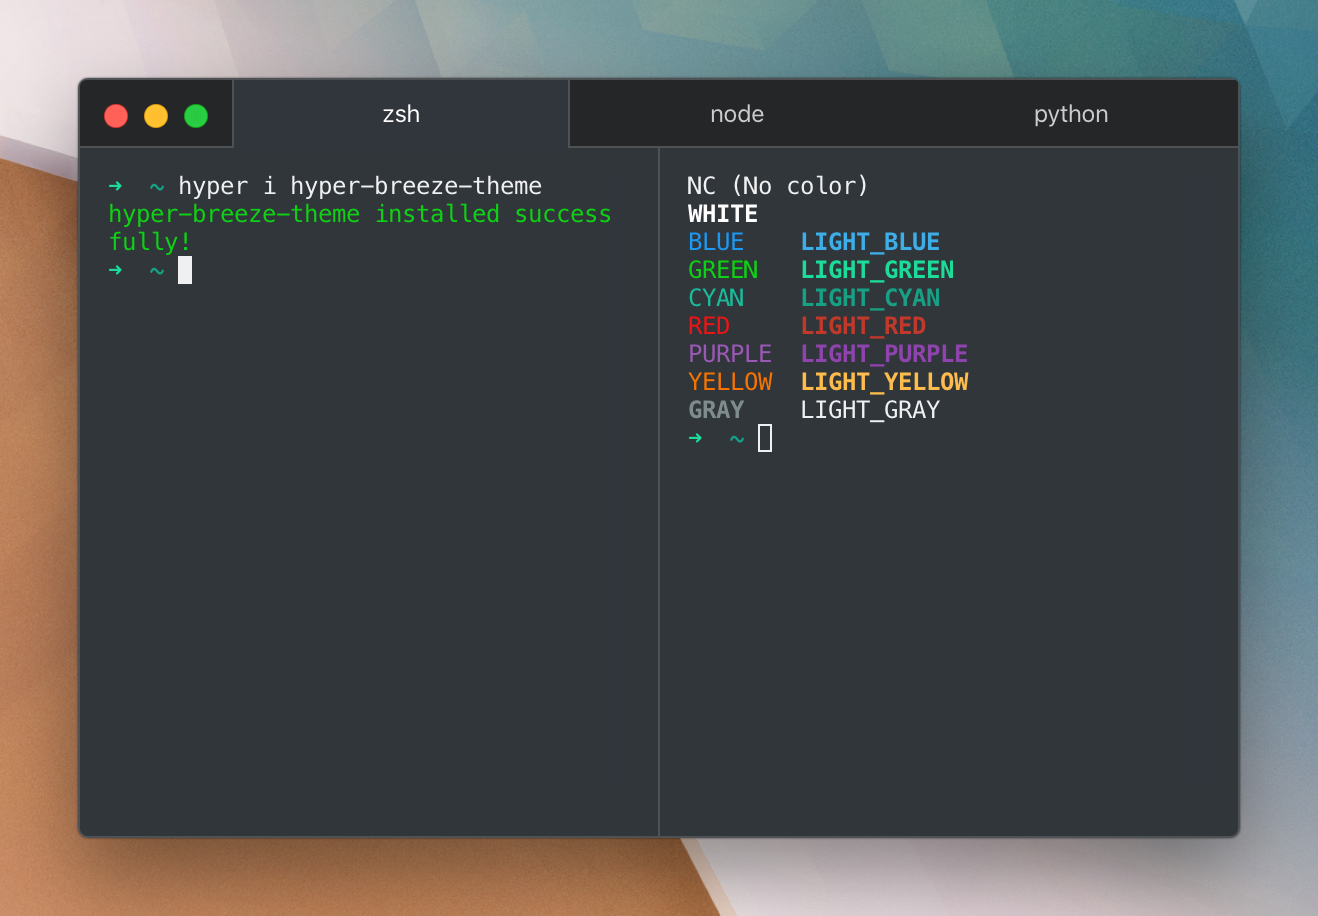 zsh node python
➜ ~ hyper i hyper-breeze-theme
hyper-breeze-theme installed success
fully!
➜ ~
NC (No color)
WHITE
BLUE LIGHT_BLUE
GREEN LIGHT_GREEN
CYAN LIGHT_CYAN
RED LIGHT_RED
PURPLE LIGHT_PURPLE
YELLOW LIGHT_YELLOW
GRAY LIGHT_GRAY
➜ ~